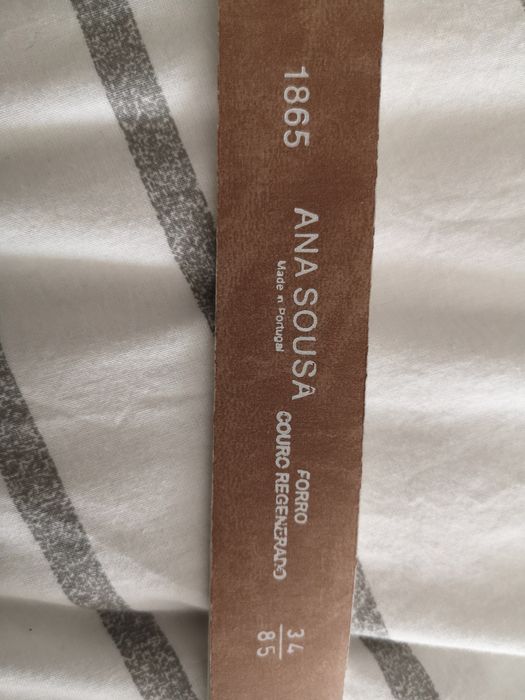 1865
ANA SOUSA
Made in Portugal
FORRO
COURO REGENERADO
34
85